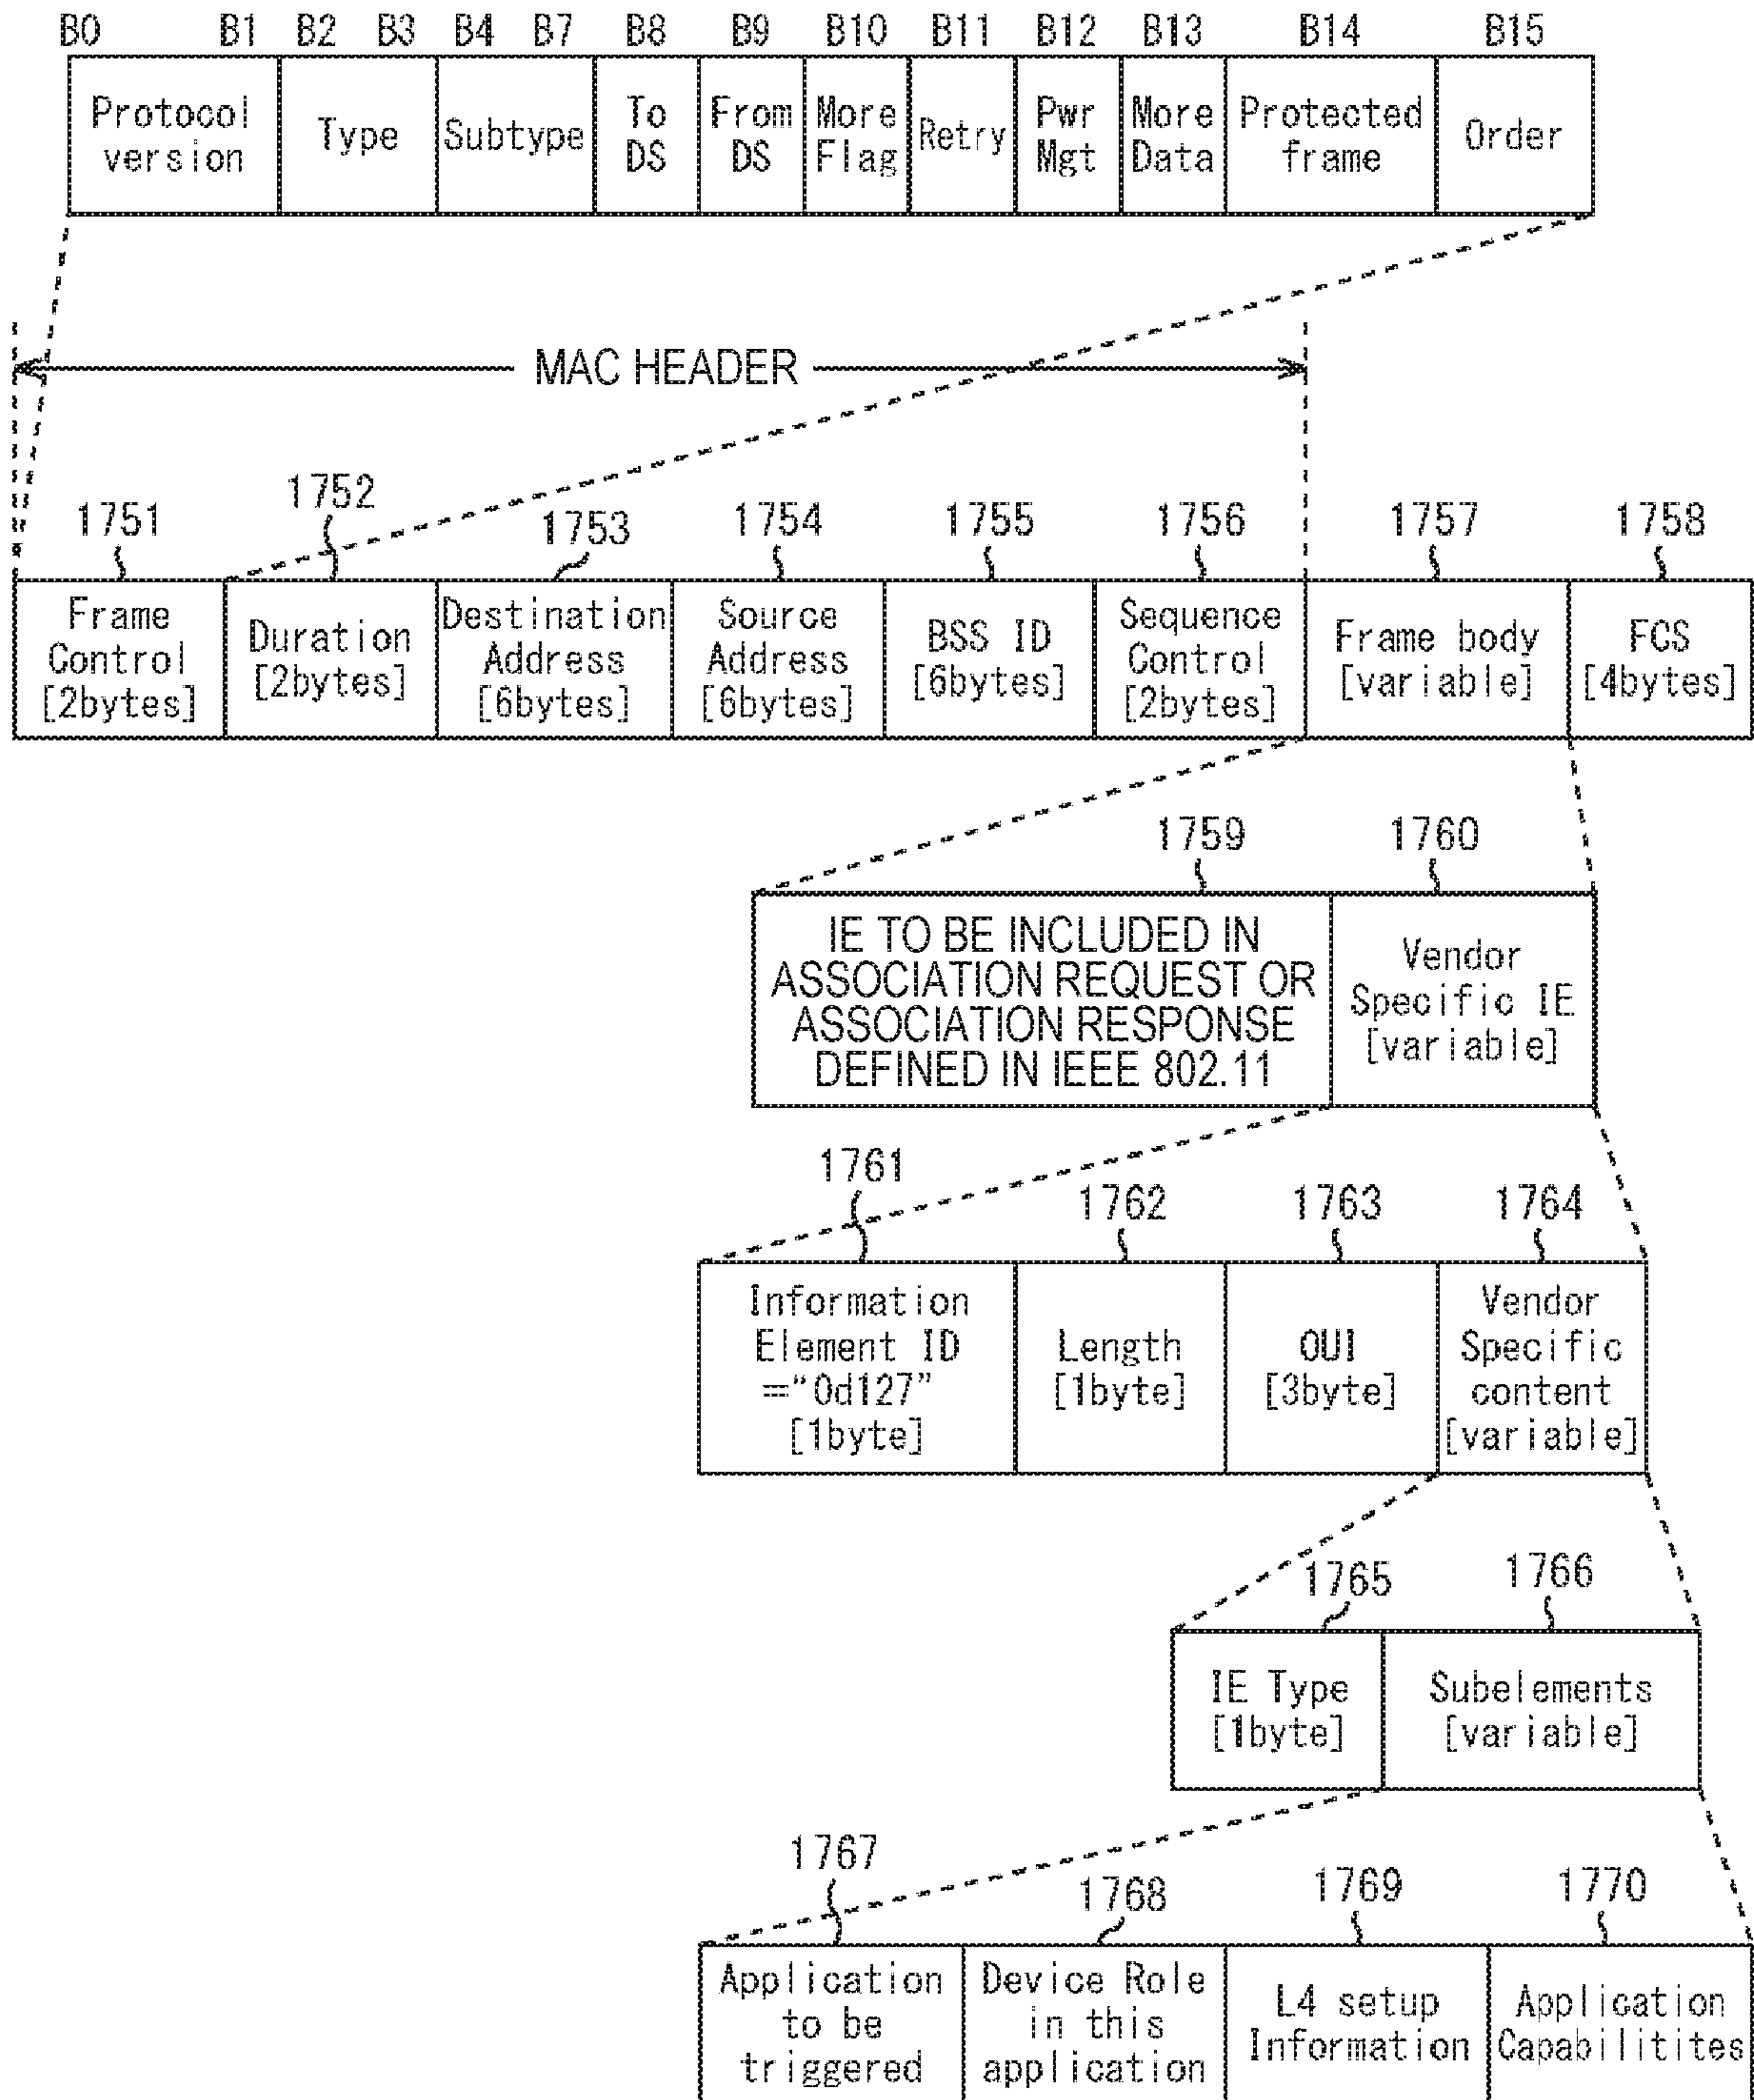 B0 B1 B2 B3 B4 B7 B8 B9 B10 B11 B12 B13 B14 B15
Protocol
version
Type
Subtype
To
DS
From
DS
More
Flag
Retry
Pwr
Mgt
More
Data
Protected
frame
Order
MAC HEADER
1751 1752 1753 1754 1755 1756 1757 1758
Frame
Control
[2bytes]
Duration
[2bytes]
Destination
Address
[6bytes]
Source
Address
[6bytes]
BSS ID
[6bytes]
Sequence
Control
[2bytes]
Frame body
[variable]
FCS
[4bytes]
1759 1760
IE TO BE INCLUDED IN
ASSOCIATION REQUEST OR
ASSOCIATION RESPONSE
DEFINED IN IEEE 802.11
Vendor
Specific IE
[variable]
1761 1762 1763 1764
Information
Element ID
="0d127"
[1byte]
Length
[1byte]
OUI
[3byte]
Vendor
Specific
content
[variable]
1765 1766
IE Type
[1byte]
Subelements
[variable]
1767 1768 1769 1770
Application
to be
triggered
Device Role
in this
application
L4 setup
Information
Application
Capabilitites